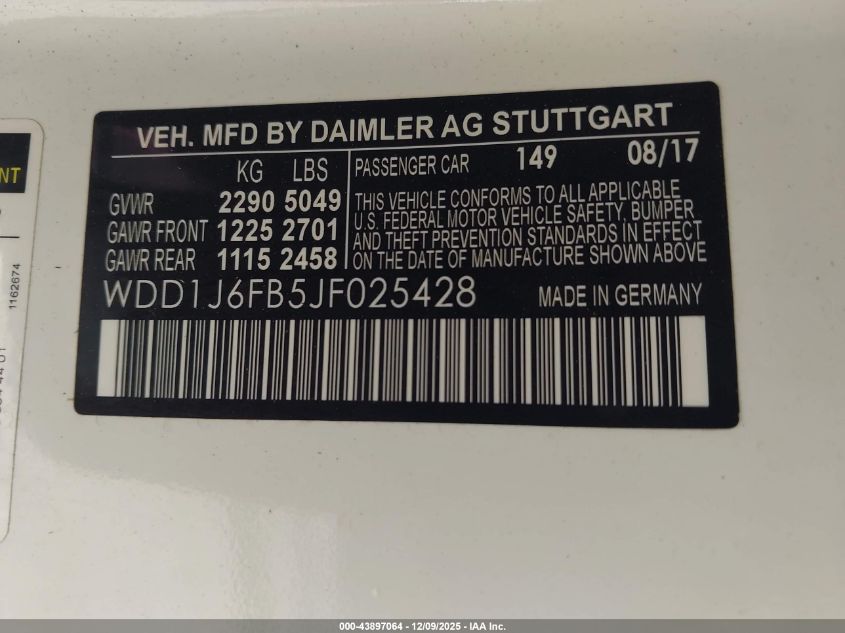 VEH. MFD BY DAIMLER AG STUTTGART
KG LBS
GVWR 2290 5049
GAWR FRONT 1225 2701
GAWR REAR 1115 2458
PASSENGER CAR 149 08/17
THIS VEHICLE CONFORMS TO ALL APPLICABLE
U.S. FEDERAL MOTOR VEHICLE SAFETY, BUMPER
AND THEFT PREVENTION STANDARDS IN EFFECT
ON THE DATE OF MANUFACTURE SHOWN ABOVE
WDD1J6FB5JF025428 MADE IN GERMANY
NT
1162674
000-43897064 - 12/09/2025 - IAA Inc.